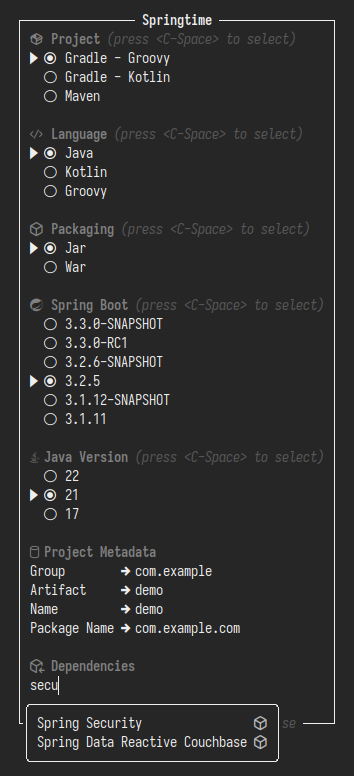 Springtime
Project (press <C-Space> to select)
Gradle - Groovy
Gradle - Kotlin
Maven
Language (press <C-Space> to select)
Java
Kotlin
Groovy
Packaging (press <C-Space> to select)
Jar
War
Spring Boot (press <C-Space> to select)
3.3.0-SNAPSHOT
3.3.0-RC1
3.2.6-SNAPSHOT
3.2.5
3.1.12-SNAPSHOT
3.1.11
Java Version (press <C-Space> to select)
22
21
17
Project Metadata
Group → com.example
Artifact → demo
Name → demo
Package Name → com.example.com
Dependencies
secu
Spring Security
se
Spring Data Reactive Couchbase